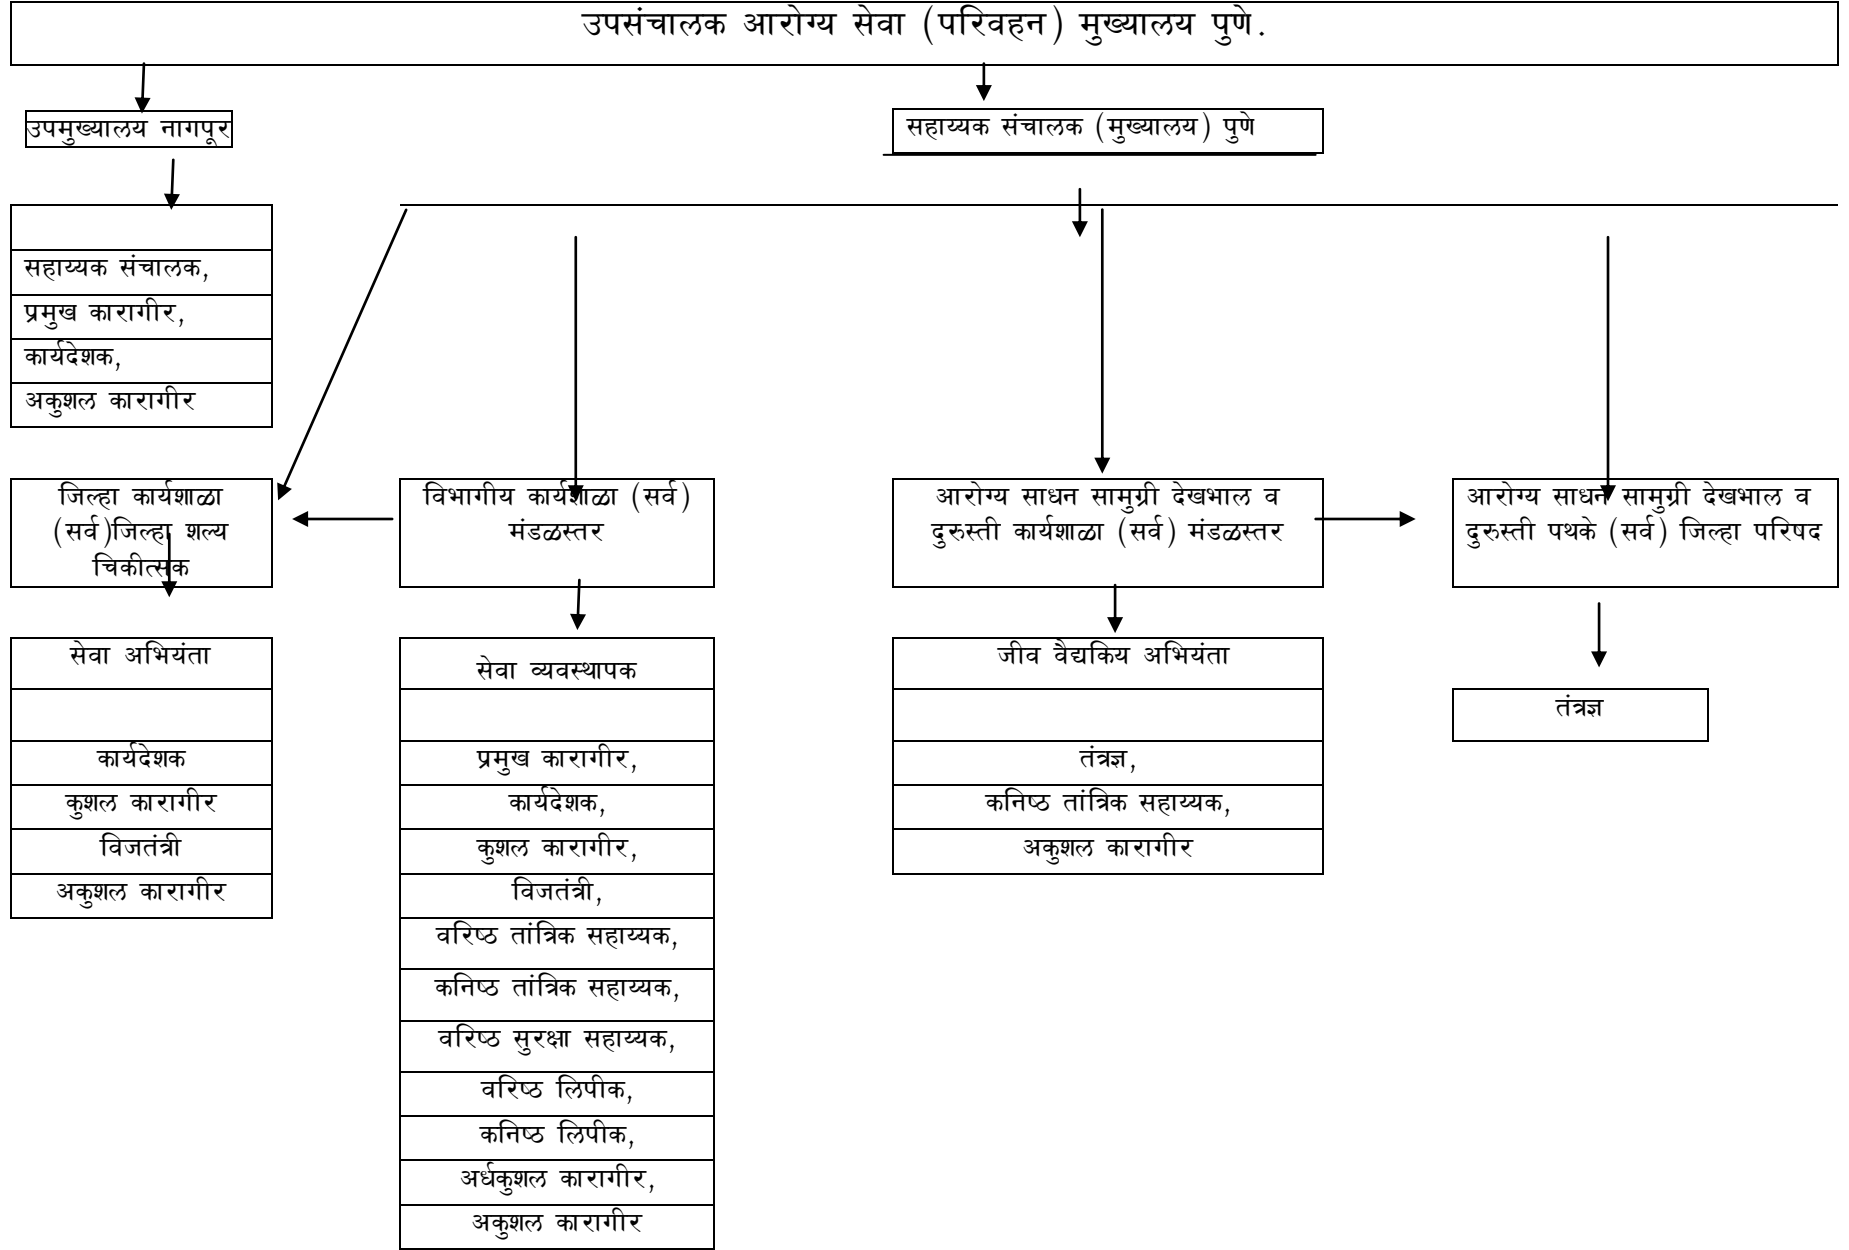 उपसंचालक आरोग्य सेवा (परिवहन) मुख्यालय पुणे.
उपमुख्यालय नागपूर
सहाय्यक संचालक (मुख्यालय) पुणे
सहाय्यक संचालक,
प्रमुख कारागीर,
कार्यदेशक,
अकुशल कारागीर
जिल्हा कार्यशाळा
(सर्व)जिल्हा शल्य
चिकीत्सक
विभागीय कार्यशाळा (सर्व)
मंडळस्तर
आरोग्य साधन सामुग्री देखभाल व
दुरुस्ती कार्यशाळा (सर्व) मंडळस्तर
आरोग्य साधन सामुग्री देखभाल व
दुरुस्ती पथके (सर्व) जिल्हा परिषद
सेवा अभियंता
कार्यदेशक
कुशल कारागीर
विजतंत्री
अकुशल कारागीर
सेवा व्यवस्थापक
प्रमुख कारागीर,
कार्यदेशक,
कुशल कारागीर,
विजतंत्री,
वरिष्ठ तांत्रिक सहाय्यक,
कनिष्ठ तांत्रिक सहाय्यक,
वरिष्ठ सुरक्षा सहाय्यक,
वरिष्ठ लिपीक,
कनिष्ठ लिपीक,
अर्धकुशल कारागीर,
अकुशल कारागीर
जीव वैद्यकिय अभियंता
तंत्रज्ञ,
कनिष्ठ तांत्रिक सहाय्यक,
अकुशल कारागीर
तंत्रज्ञ